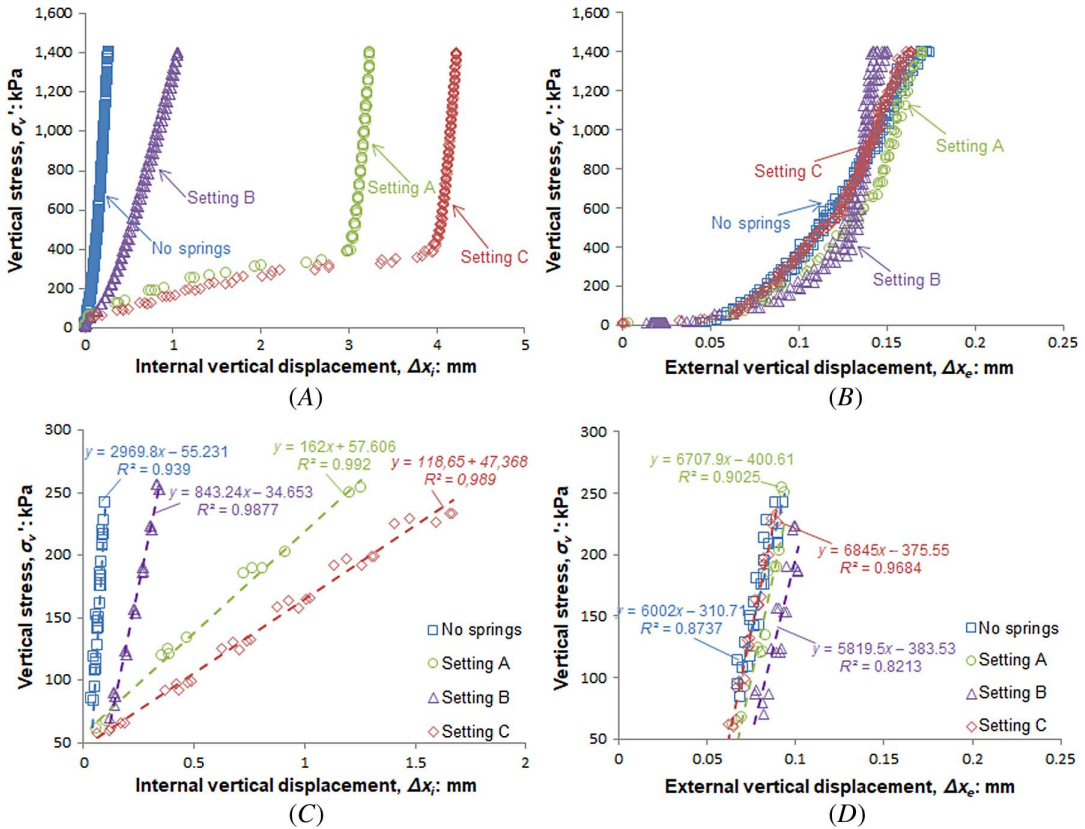 1,600
1,400
1,200
1,000
800
600
400
200
0
Vertical stress, σv': kPa
Setting B
No springs
Setting A
Setting C
0 1 2 3 4 5
Internal vertical displacement, Δxi: mm
(A)
1,600
1,400
1,200
1,000
800
600
400
200
0
Vertical stress, σv': kPa
Setting A
Setting C
No springs
Setting B
0 0.05 0.1 0.15 0.2 0.25
External vertical displacement, Δxe: mm
(B)
300
250
200
150
100
50
Vertical stress, σv': kPa
y = 2969.8x – 55.231
R² = 0.939
y = 162x + 57.606
R² = 0.992
y = 843.24x – 34.653
R² = 0.9877
y = 118,65 + 47,368
R² = 0,989
No springs
Setting A
Setting B
Setting C
0 0.5 1 1.5 2
Internal vertical displacement, Δxi: mm
(C)
300
250
200
150
100
50
Vertical stress, σv': kPa
y = 6707.9x – 400.61
R² = 0.9025
y = 6845x – 375.55
R² = 0.9684
y = 6002x – 310.71
R² = 0.8737
y = 5819.5x – 383.53
R² = 0.8213
No springs
Setting A
Setting B
Setting C
0 0.05 0.1 0.15 0.2 0.25
External vertical displacement, Δxe: mm
(D)